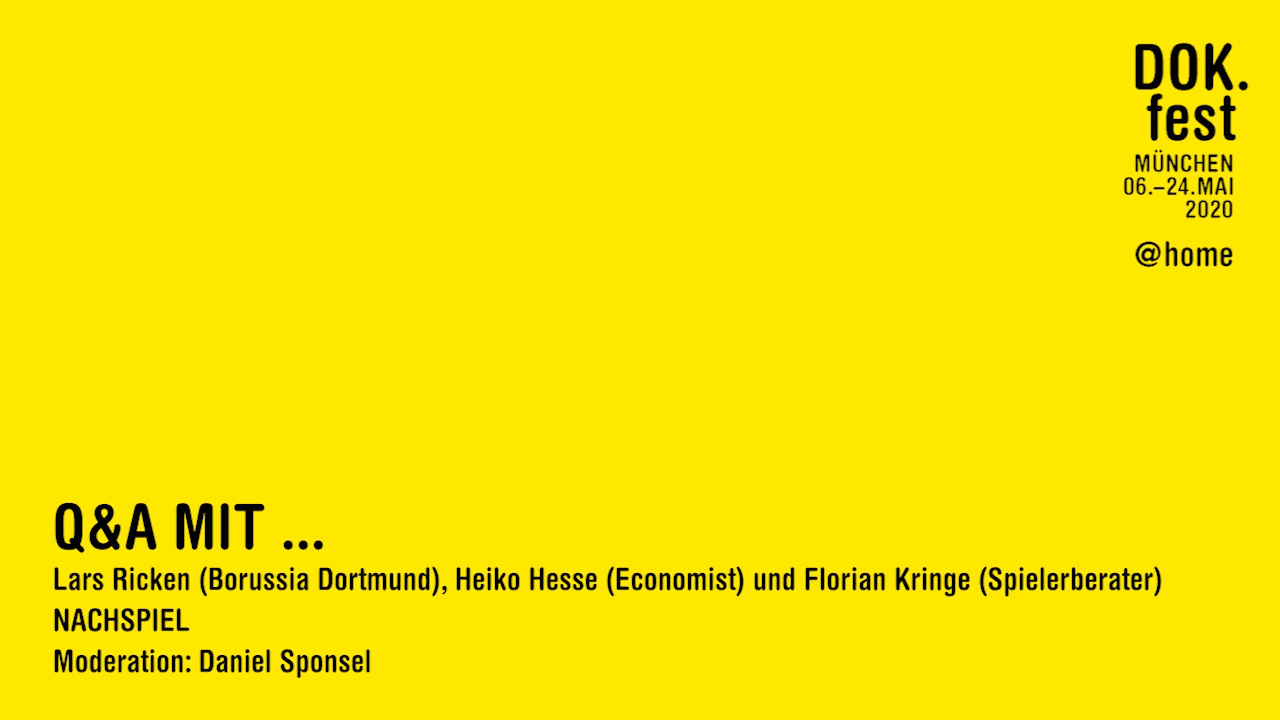 DOK.
fest
MÜNCHEN
06.–24.MAI
2020
@home
Q&A MIT ...
Lars Ricken (Borussia Dortmund), Heiko Hesse (Economist) und Florian Kringe (Spielerberater)
NACHSPIEL
Moderation: Daniel Sponsel